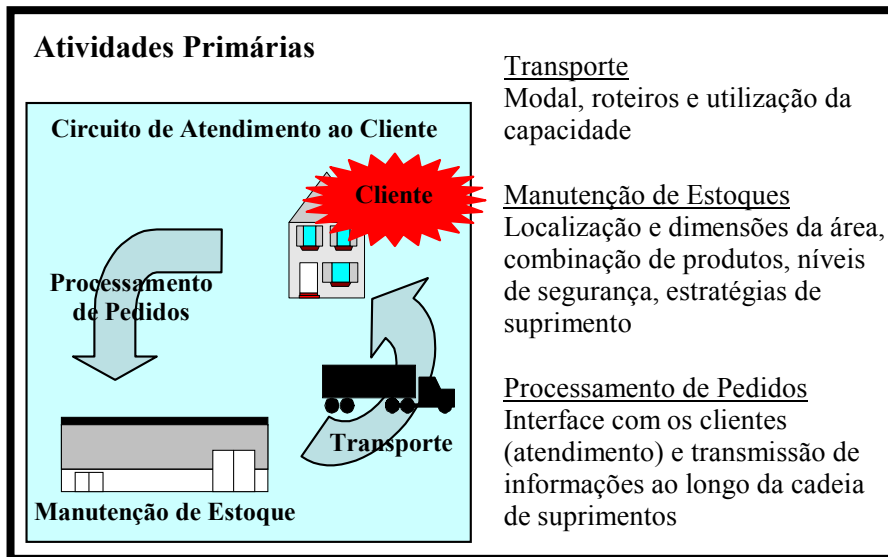 Atividades Primárias
Circuito de Atendimento ao Cliente
Cliente
Processamento
de Pedidos
Transporte
Manutenção de Estoque
Transporte
Modal, roteiros e utilização da
capacidade
Manutenção de Estoques
Localização e dimensões da área,
combinação de produtos, níveis
de segurança, estratégias de
suprimento
Processamento de Pedidos
Interface com os clientes
(atendimento) e transmissão de
informações ao longo da cadeia
de suprimentos